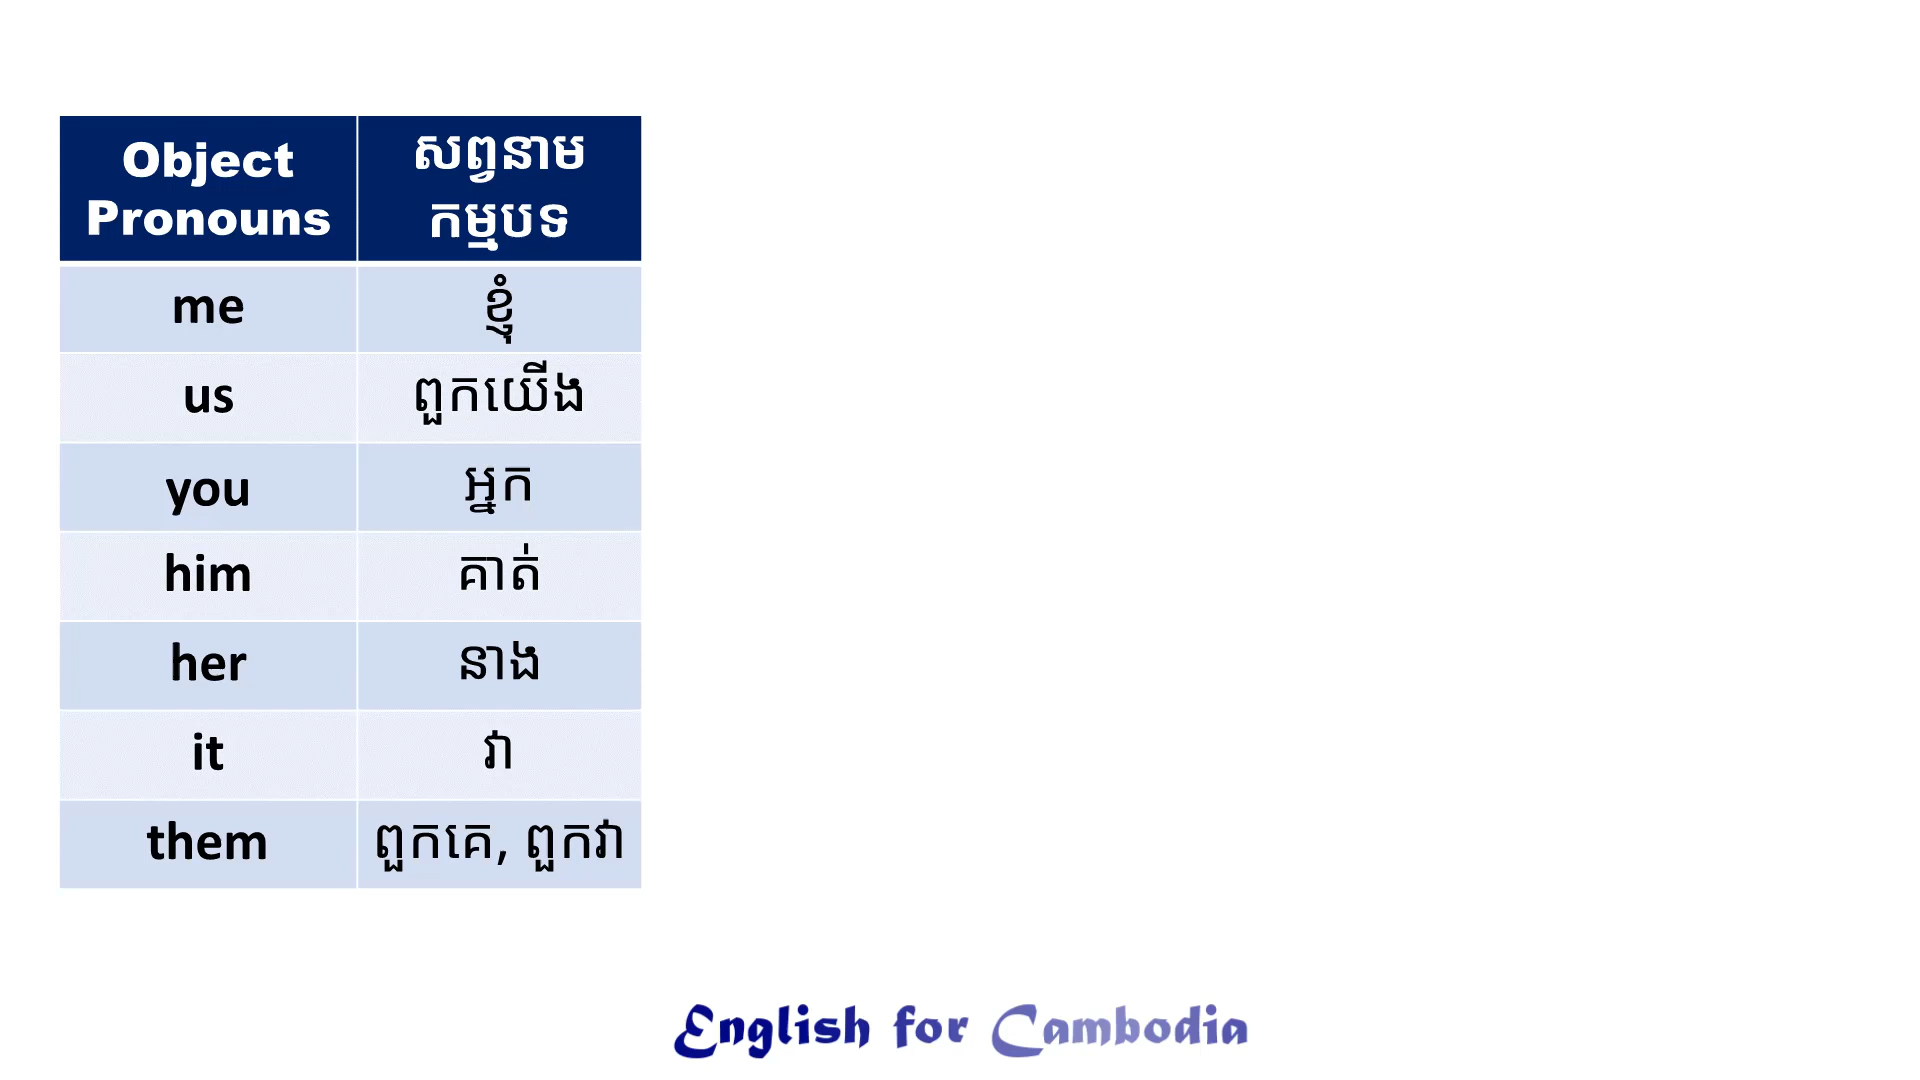 Object
Pronouns
សព្វនាម
កម្មបទ
me
ខ្ញុំ
us
ពួកយើង
you
អ្នក
him
គាត់
her
នាង
it
វា
them
ពួកគេ, ពួកវា
English for Cambodia